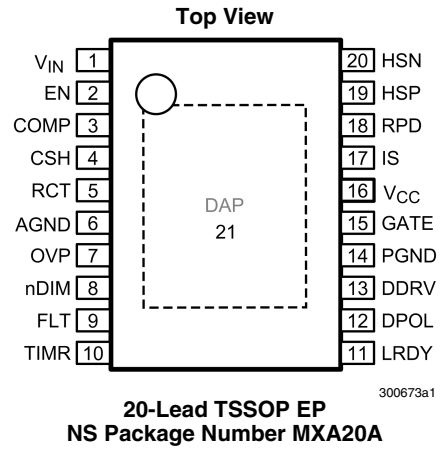 Top View
V_IN 1
EN 2
COMP 3
CSH 4
RCT 5
AGND 6
OVP 7
nDIM 8
FLT 9
TIMR 10
DAP
21
20 HSN
19 HSP
18 RPD
17 IS
16 V_CC
15 GATE
14 PGND
13 DDRV
12 DPOL
11 LRDY
300673a1
20-Lead TSSOP EP
NS Package Number MXA20A